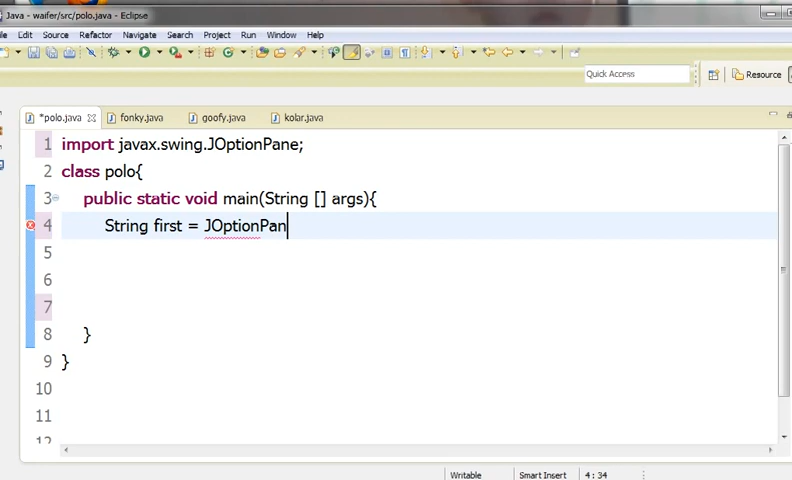 Java - waifer/src/polo.java - Eclipse
Edit Source Refactor Navigate Search Project Run Window Help
Quick Access
Resource
*polo.java fonky.java goofy.java kolar.java
1 import javax.swing.JOptionPane;
2 class polo{
3 public static void main(String [] args){
4 String first = JOptionPan
5
6
7
8 }
9 }
10
11
12
Writable Smart Insert 4 : 34